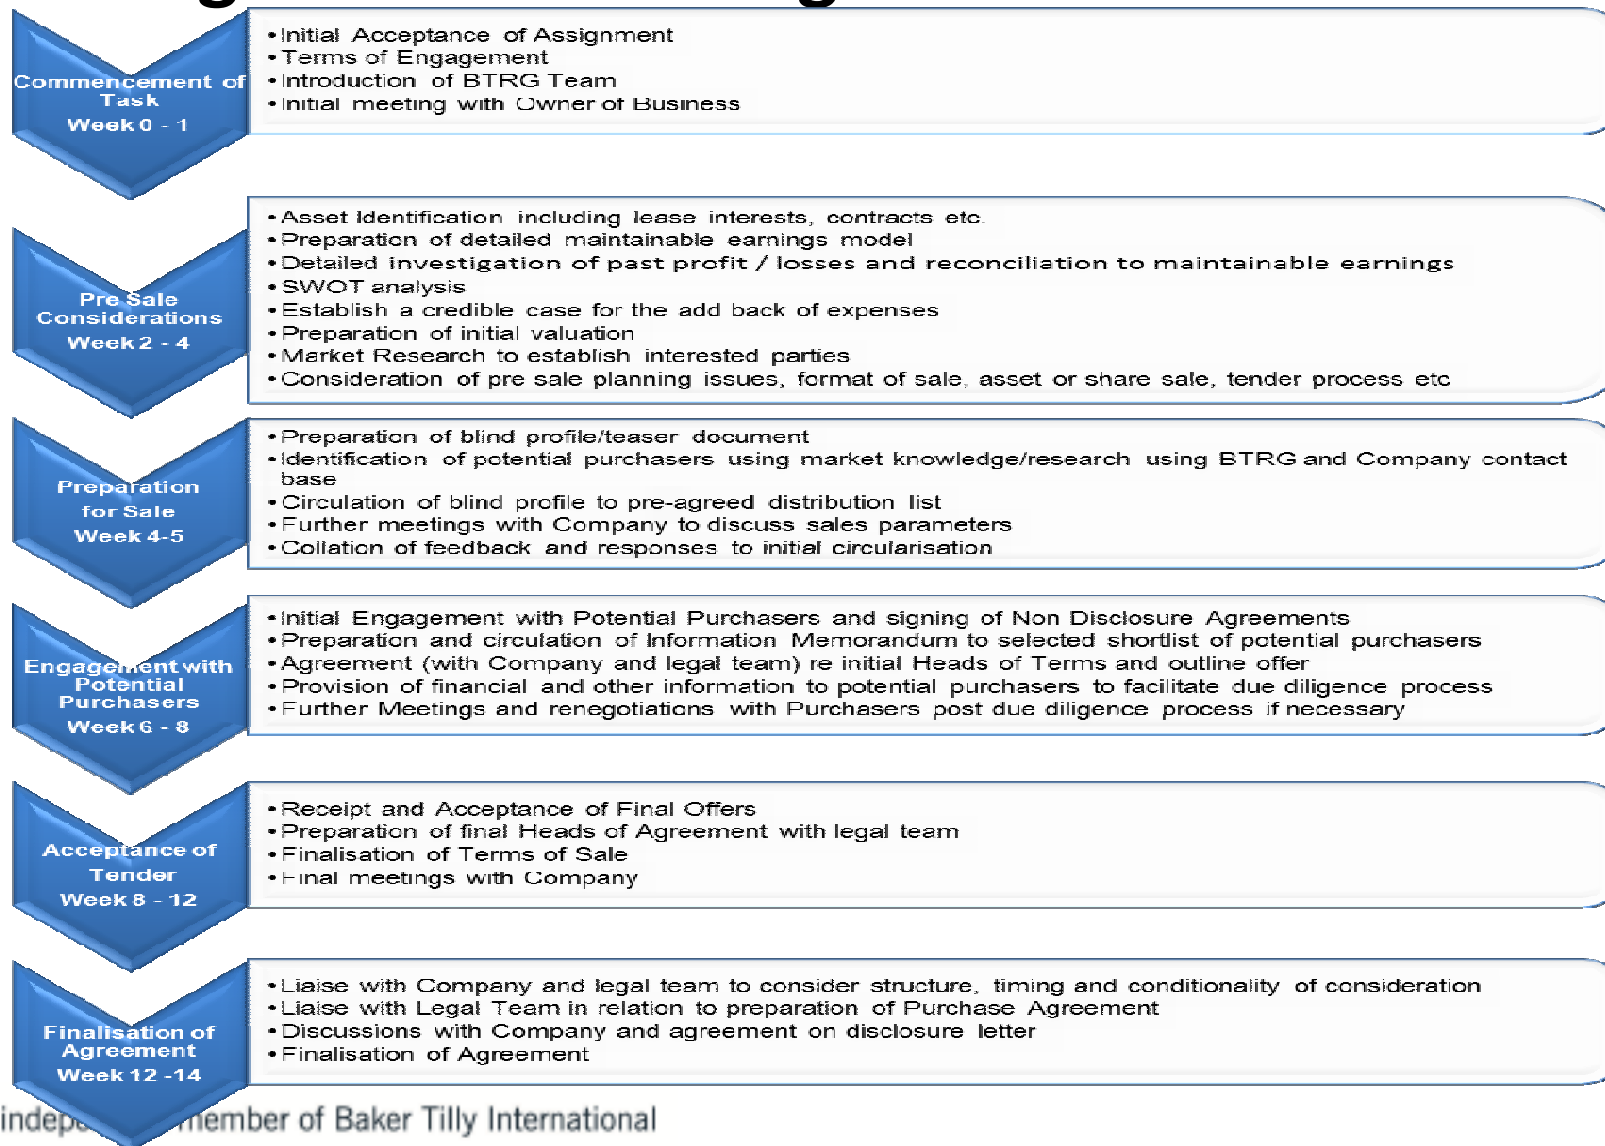 Commencement of
Task
Week 0 - 1
•Initial Acceptance of Assignment
•Terms of Engagement
•Introduction of BTRG Team
•Initial meeting with Owner of Business
Pre Sale
Considerations
Week 2 - 4
•Asset Identification including lease interests, contracts etc.
•Preparation of detailed maintainable earnings model
•Detailed investigation of past profit / losses and reconciliation to maintainable earnings
•SWOT analysis
•Establish a credible case for the add back of expenses
•Preparation of initial valuation
•Market Research to establish interested parties
•Consideration of pre sale planning issues, format of sale, asset or share sale, tender process etc
Preparation
for Sale
Week 4-5
•Preparation of blind profile/teaser document
•Identification of potential purchasers using market knowledge/research using BTRG and Company contact
base
•Circulation of blind profile to pre-agreed distribution list
•Further meetings with Company to discuss sales parameters
•Collation of feedback and responses to initial circularisation
Engagement with
Potential
Purchasers
Week 6 - 8
•Initial Engagement with Potential Purchasers and signing of Non Disclosure Agreements
•Preparation and circulation of Information Memorandum to selected shortlist of potential purchasers
•Agreement (with Company and legal team) re initial Heads of Terms and outline offer
•Provision of financial and other information to potential purchasers to facilitate due diligence process
•Further Meetings and renegotiations with Purchasers post due diligence process if necessary
Acceptance of
Tender
Week 8 - 12
•Receipt and Acceptance of Final Offers
•Preparation of final Heads of Agreement with legal team
•Finalisation of Terms of Sale
•Final meetings with Company
Finalisation of
Agreement
Week 12 -14
•Liaise with Company and legal team to consider structure, timing and conditionality of consideration
•Liaise with Legal Team in relation to preparation of Purchase Agreement
•Discussions with Company and agreement on disclosure letter
•Finalisation of Agreement
member of Baker Tilly International